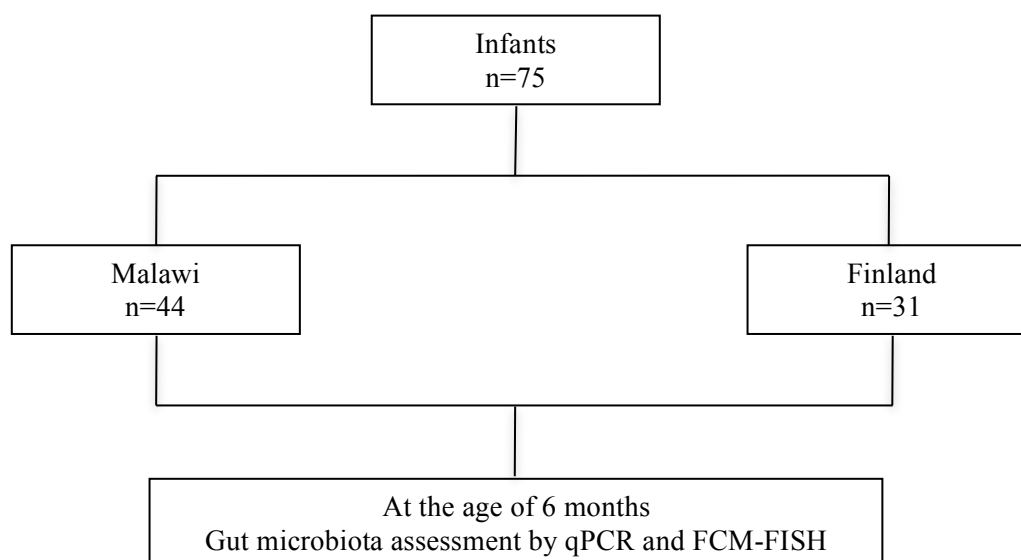 Infants
n=75
Malawi
n=44
Finland
n=31
At the age of 6 months
Gut microbiota assessment by qPCR and FCM-FISH